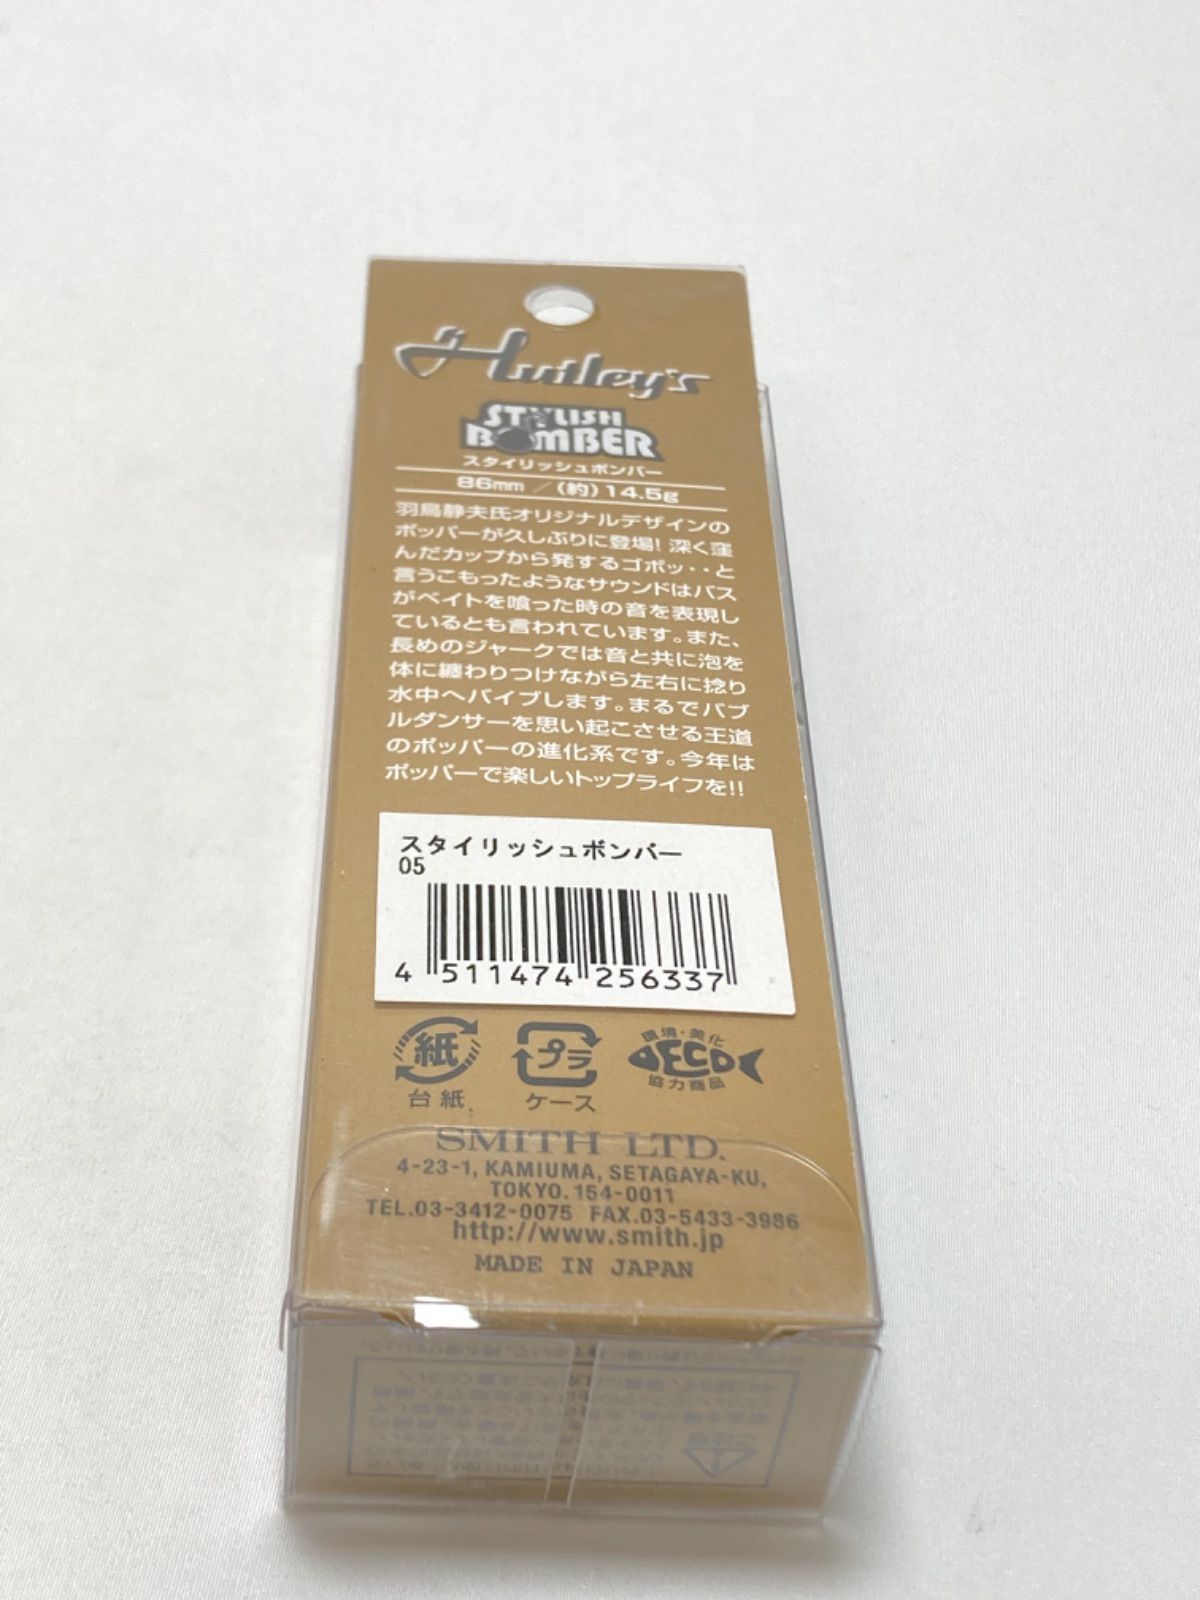 Huiley's
STYLISH
BOMBER
スタイリッシュボンバー
86mm / (約) 14.5g
羽鳥静夫氏オリジナルデザインの
ポッパーが久しぶりに登場! 深く窪
んだカップから発するゴボッ‥と
言うこもったようなサウンドはバス
がベイトを喰った時の音を表現し
ているとも言われています。また、
長めのジャークでは音と共に泡を
体に纏わりつけながら左右に捻り
水中へバイブします。まるでバブ
ルダンサーを思い起こさせる王道
のポッパーの進化系です。今年は
ポッパーで楽しいトップライフを!!
スタイリッシュボンバー
05
4 511474 256337
紙
台紙
プラ
ケース
環境・美化
ECO
協力商品
SMITH LTD.
4-23-1, KAMIUMA, SETAGAYA-KU,
TOKYO. 154-0011
TEL.03-3412-0075 FAX.03-5433-3986
http://www.smith.jp
MADE IN JAPAN